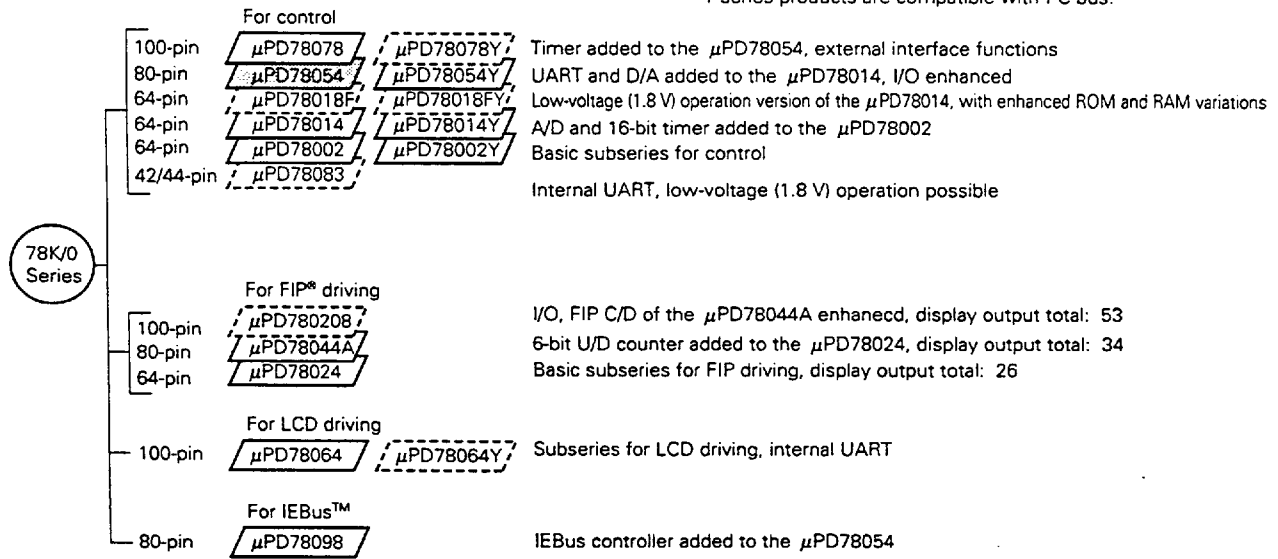 Y series products are compatible with I²C bus.
For control
100-pin μPD78078 μPD78078Y Timer added to the μPD78054, external interface functions
80-pin μPD78054 μPD78054Y UART and D/A added to the μPD78014, I/O enhanced
64-pin μPD78018F μPD78018FY Low-voltage (1.8 V) operation version of the μPD78014, with enhanced ROM and RAM variations
64-pin μPD78014 μPD78014Y A/D and 16-bit timer added to the μPD78002
64-pin μPD78002 μPD78002Y Basic subseries for control
42/44-pin μPD78083 Internal UART, low-voltage (1.8 V) operation possible
78K/0
Series
For FIP® driving
100-pin μPD780208 I/O, FIP C/D of the μPD78044A enhanecd, display output total: 53
80-pin μPD78044A 6-bit U/D counter added to the μPD78024, display output total: 34
64-pin μPD78024 Basic subseries for FIP driving, display output total: 26
For LCD driving
100-pin μPD78064 μPD78064Y Subseries for LCD driving, internal UART
For IEBus™
80-pin μPD78098 IEBus controller added to the μPD78054